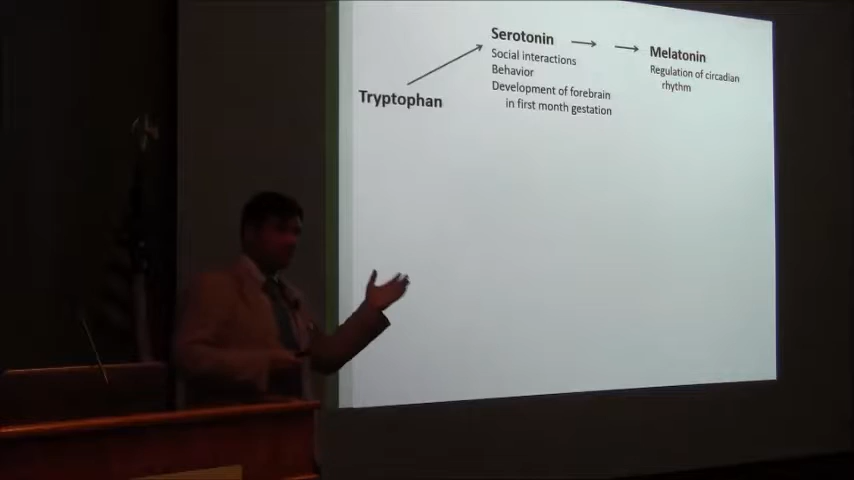 Serotonin
Social interactions
Behavior
Development of forebrain
in first month gestation
Melatonin
Regulation of circadian
rhythm
Tryptophan